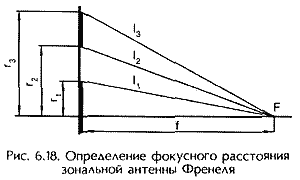 l₃
l₂
l₁
r₃
r₂
r₁
F
f
Рис. 6.18. Определение фокусного расстояния
зональной антенны Френеля